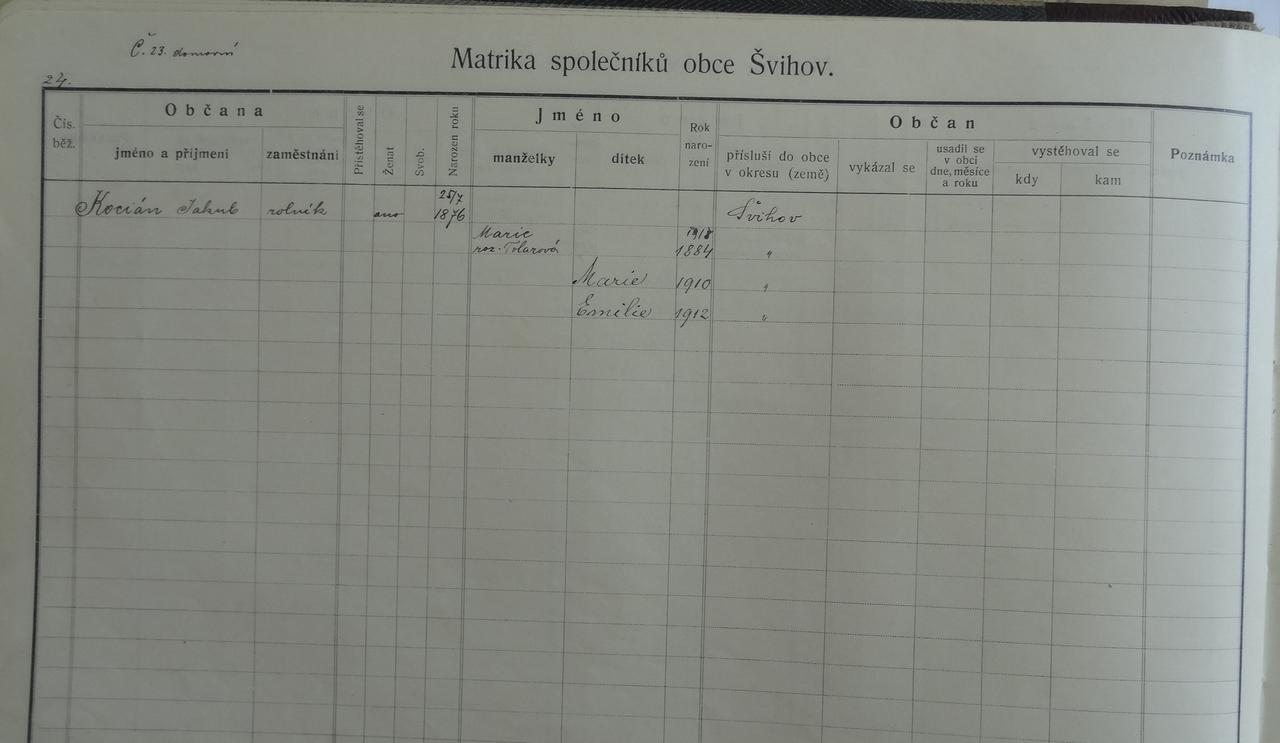 Č. 23. domovní
24.
Matrika společníků obce Švihov.
Čís. běž.
Občana
jméno a příjmení
zaměstnání
Přistěhoval se
Ženat
Svob.
Narozen roku
Jméno
manželky
dítek
Rok naro- zení
Občan
přísluší do obce
v okresu (země)
vykázal se
usadil se
v obci
dne, měsíce
a roku
vystěhoval se
kdy
kam
Poznámka
25/7
Kocián Jakub rolník ano 1876 Švihov
Marie
roz. Tolarová 1884 "
Marie 1910 "
Emilie 1912 "